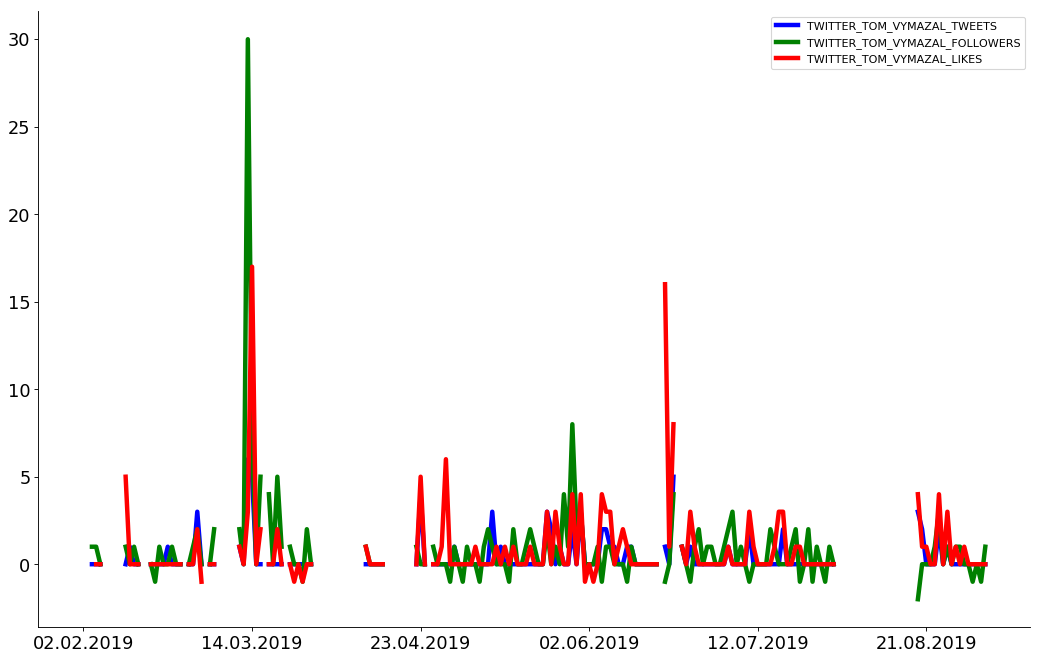 TWITTER_TOM_VYMAZAL_TWEETS
TWITTER_TOM_VYMAZAL_FOLLOWERS
TWITTER_TOM_VYMAZAL_LIKES
30
25
20
15
10
5
0
02.02.2019 14.03.2019 23.04.2019 02.06.2019 12.07.2019 21.08.2019